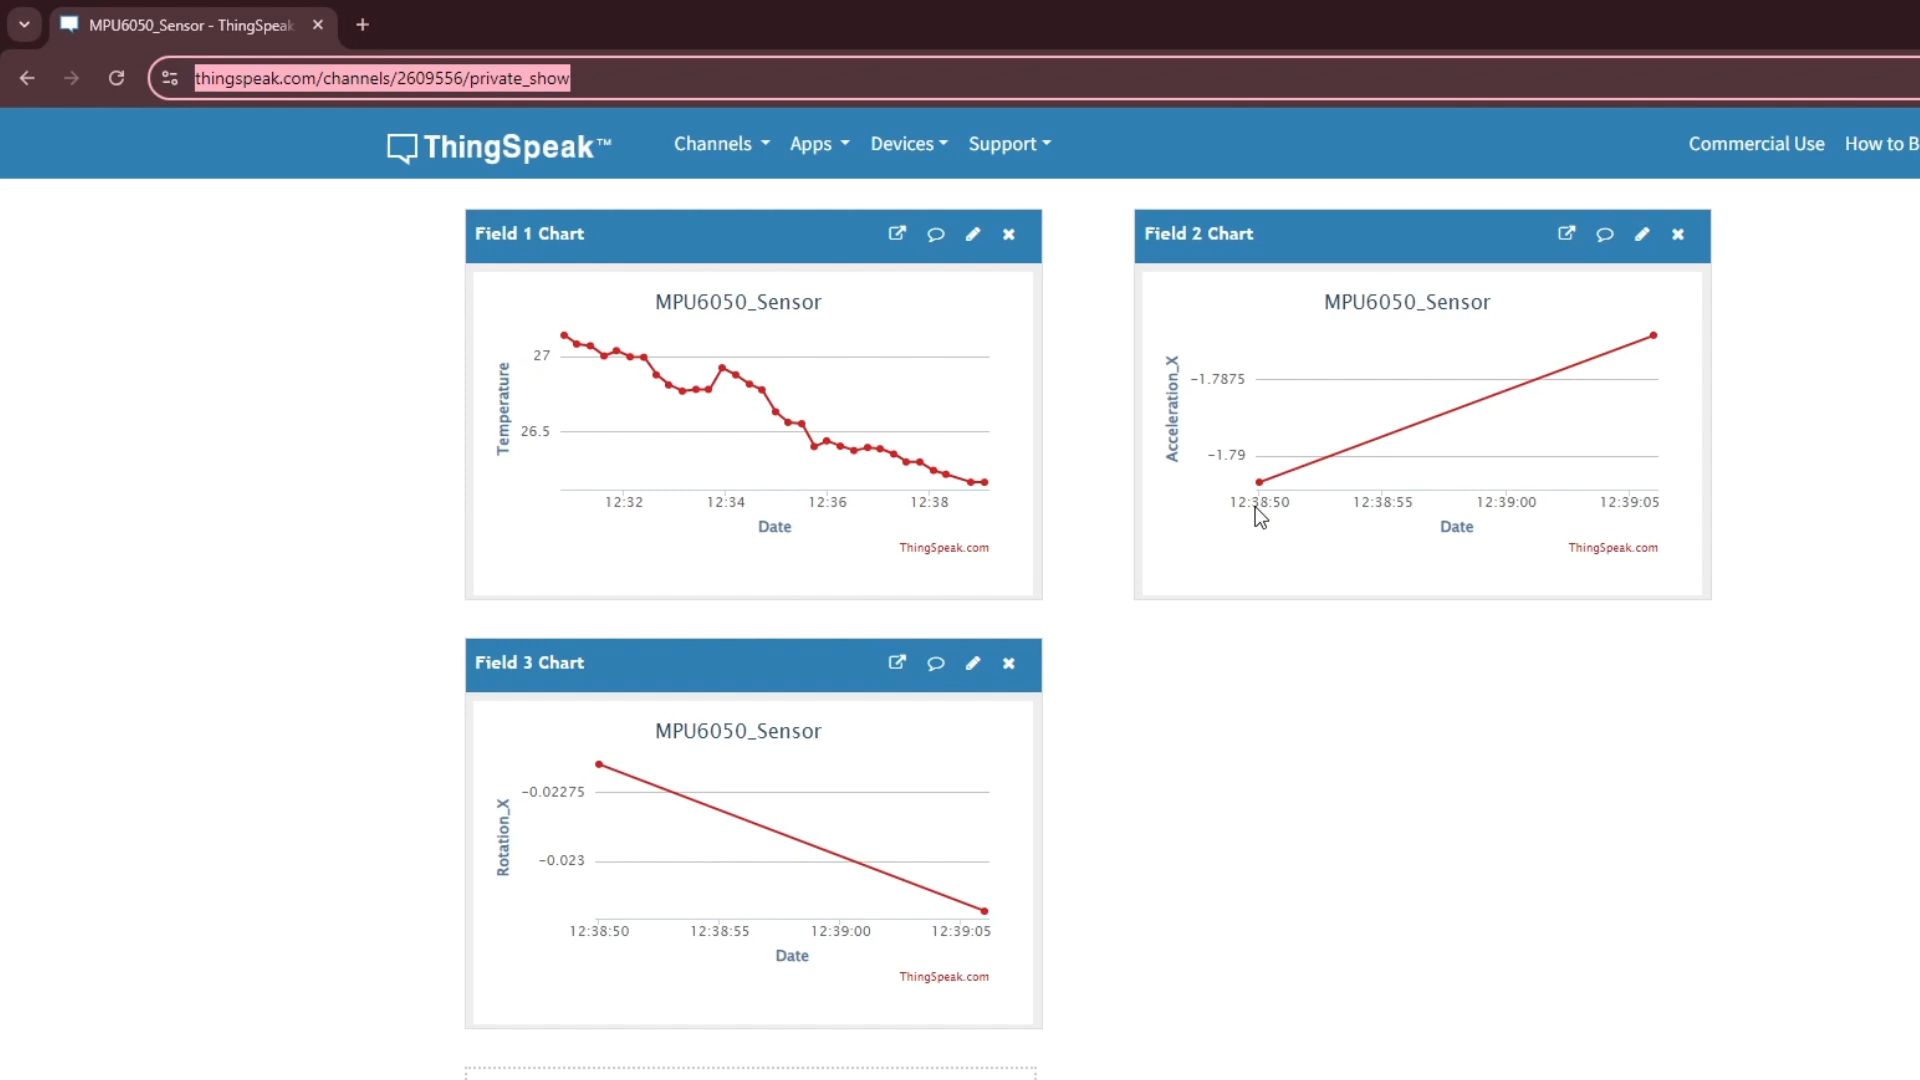 MPU6050_Sensor - ThingSpeak
thingspeak.com/channels/2609556/private_show
ThingSpeak™
Channels
Apps
Devices
Support
Commercial Use
How to B
Field 1 Chart
MPU6050_Sensor
Temperature
27
26.5
12:32
12:34
12:36
12:38
Date
ThingSpeak.com
Field 2 Chart
MPU6050_Sensor
Acceleration_X
-1.7875
-1.79
12:38:50
12:38:55
12:39:00
12:39:05
Date
ThingSpeak.com
Field 3 Chart
MPU6050_Sensor
Rotation_X
-0.02275
-0.023
12:38:50
12:38:55
12:39:00
12:39:05
Date
ThingSpeak.com